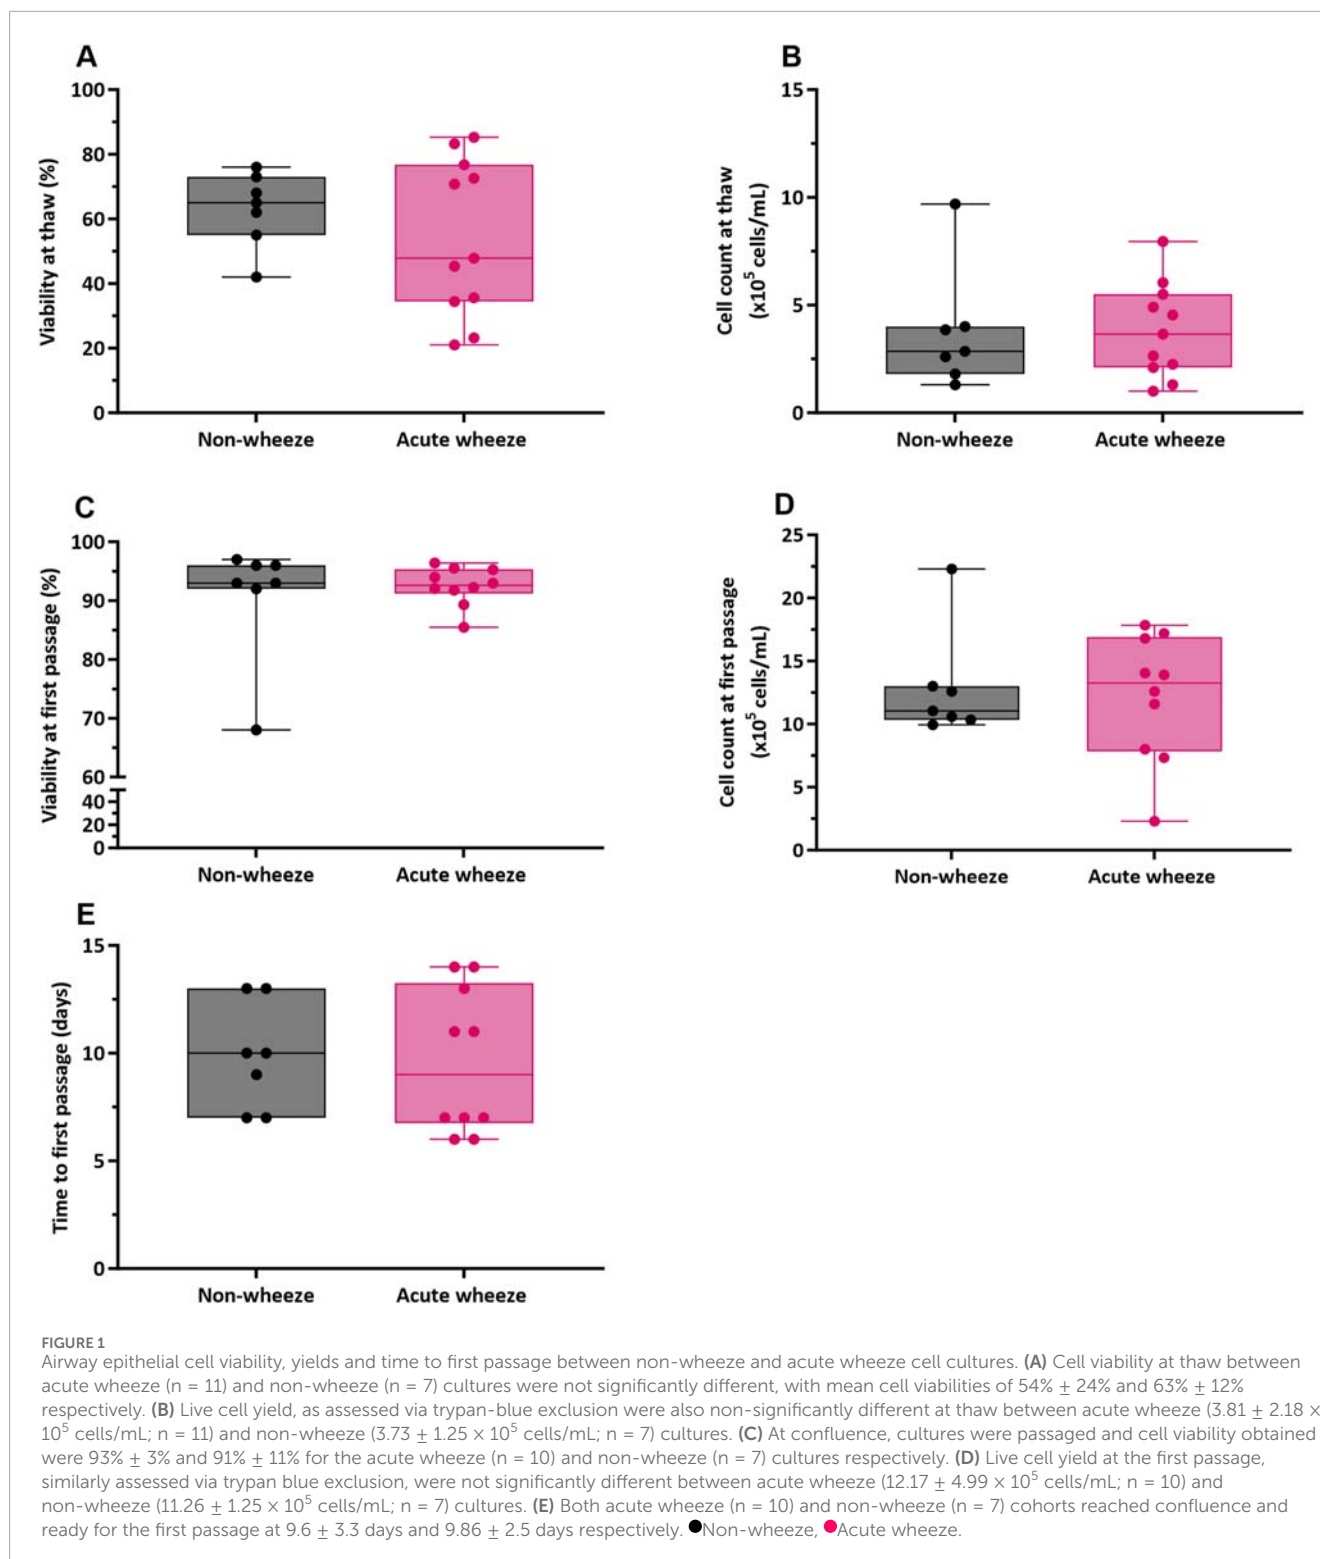 A
100
80
60
40
20
0
Viability at thaw (%)
Non-wheeze
Acute wheeze
B
15
10
5
0
Cell count at thaw
(x10⁵ cells/mL)
Non-wheeze
Acute wheeze
C
100
90
80
70
60
40
20
0
Viability at first passage (%)
Non-wheeze
Acute wheeze
D
25
20
15
10
5
0
Cell count at first passage
(x10⁵ cells/mL)
Non-wheeze
Acute wheeze
E
15
10
5
0
Time to first passage (days)
Non-wheeze
Acute wheeze
FIGURE 1
Airway epithelial cell viability, yields and time to first passage between non-wheeze and acute wheeze cell cultures. (A) Cell viability at thaw between
acute wheeze (n = 11) and non-wheeze (n = 7) cultures were not significantly different, with mean cell viabilities of 54% ± 24% and 63% ± 12%
respectively. (B) Live cell yield, as assessed via trypan-blue exclusion were also non-significantly different at thaw between acute wheeze (3.81 ± 2.18 ×
10⁵ cells/mL; n = 11) and non-wheeze (3.73 ± 1.25 × 10⁵ cells/mL; n = 7) cultures. (C) At confluence, cultures were passaged and cell viability obtained
were 93% ± 3% and 91% ± 11% for the acute wheeze (n = 10) and non-wheeze (n = 7) cultures respectively. (D) Live cell yield at the first passage,
similarly assessed via trypan blue exclusion, were not significantly different between acute wheeze (12.17 ± 4.99 × 10⁵ cells/mL; n = 10) and
non-wheeze (11.26 ± 1.25 × 10⁵ cells/mL; n = 7) cultures. (E) Both acute wheeze (n = 10) and non-wheeze (n = 7) cohorts reached confluence and
ready for the first passage at 9.6 ± 3.3 days and 9.86 ± 2.5 days respectively. ●Non-wheeze, ●Acute wheeze.